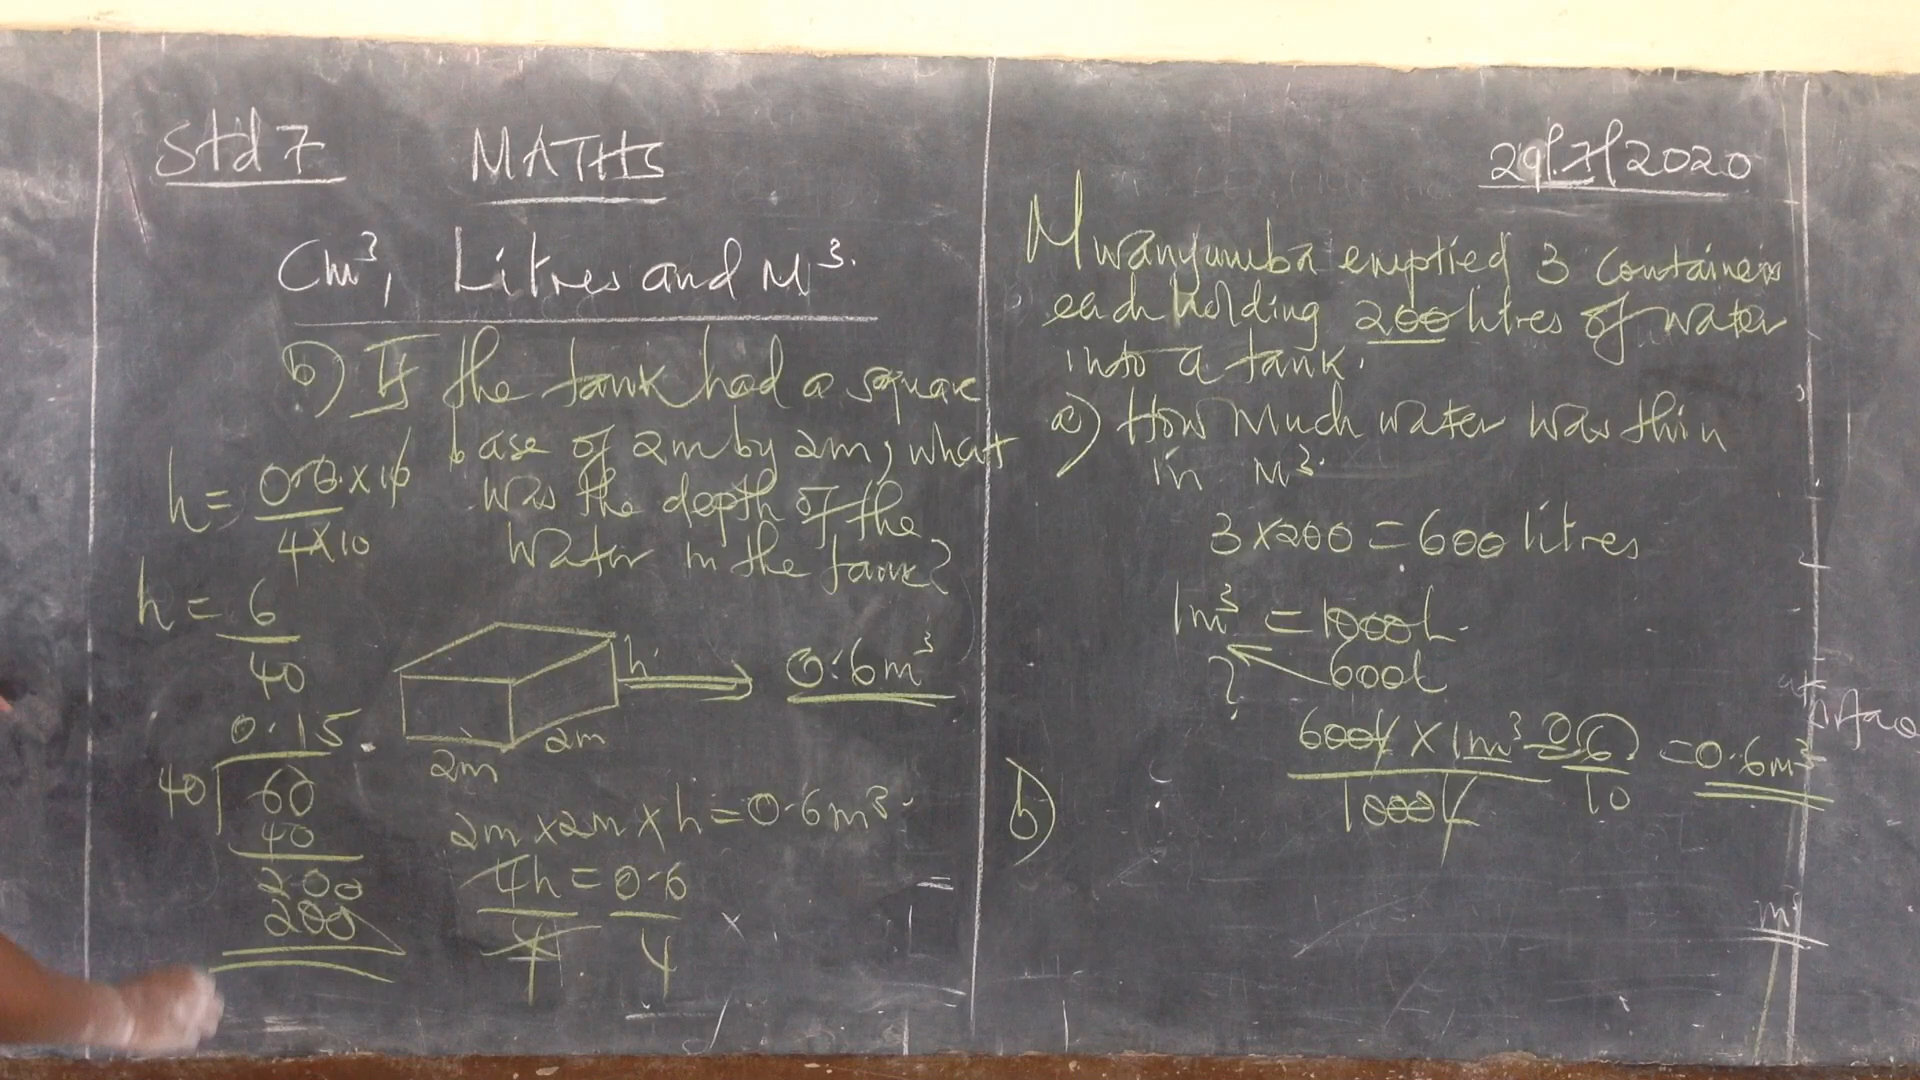 Std 7 MATHS 29/7/2020
Cm³, Litres and M³.
Mwanyumba emptied 3 containers
each holding 200 litres of water
into a tank.
a) How Much water was this
in M³.
3 x 200 = 600 litres
1m³ = 1000L
? 600L
600L x 1m³ = 06 = 0.6m³
1000L 10
b)
b) If the tank had a square
base of 2m by 2m, what
was the depth of the
water in the tank?
h 0.6m³
2m 2m
2m x 2m x h = 0.6m³.
4h = 0.6
4 4
h = 0.6 x 10
4 x 10
h = 6
40
0.15
40 60
40
200
200
m³